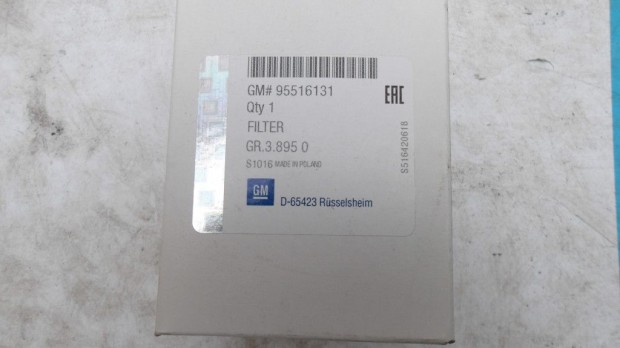 GM# 95516131
EAC
Qty 1
FILTER
GR.3.895 0
S1016 MADE IN POLAND
GM
D-65423 Rüsselsheim
S516420618